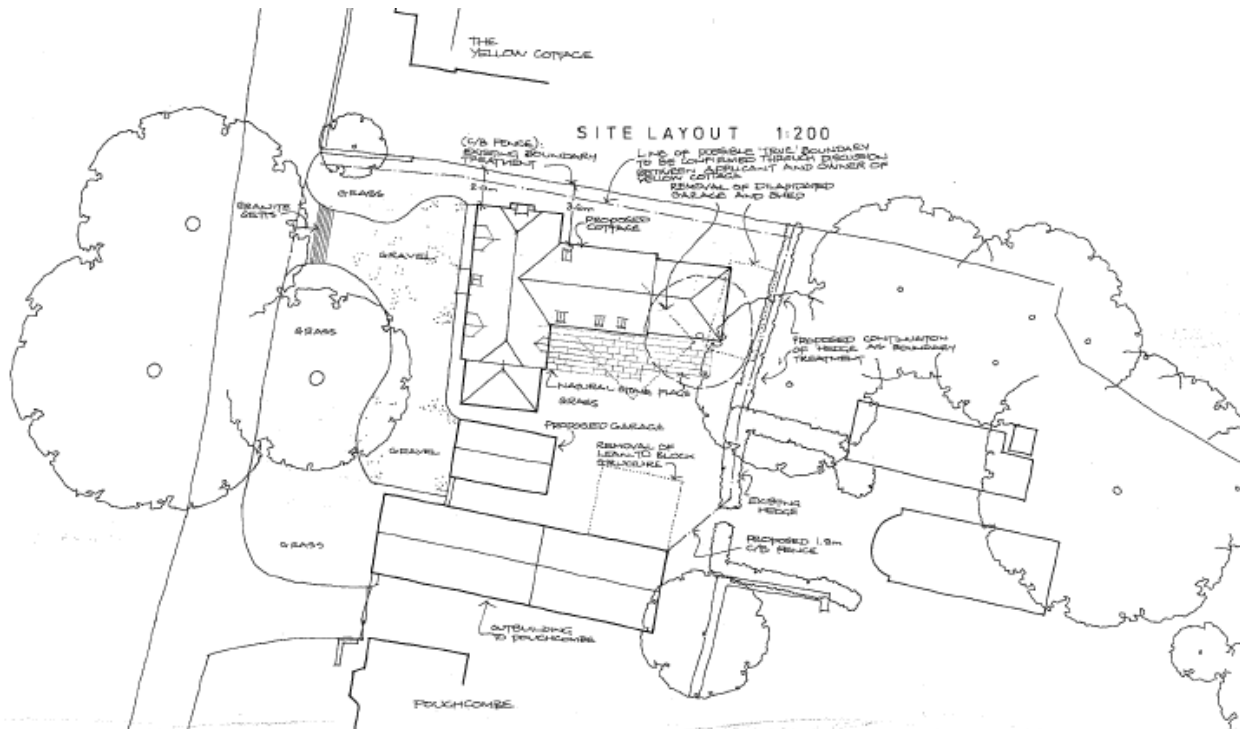 THE
YELLOW COTTAGE
SITE LAYOUT 1:200
(C/B FENCE):
EXISTING BOUNDARY
TREATMENT
LINE OF POSSIBLE 'TRUE' BOUNDARY
TO BE CONFIRMED THROUGH DISCUSSION
BETWEEN APPLICANT AND OWNER OF
YELLOW COTTAGE
REMOVAL OF DILAPIDATED
GARAGE AND SHED
GRASS
2.0m
3.6m
GRANITE
SETTS
PROPOSED
COTTAGE
GRAVEL
GRASS
PROPOSED CONTINUATION
OF HEDGE AS BOUNDARY
TREATMENT
NATURAL STONE FLAGS
GRASS
PROPOSED GARAGE
GRAVEL
REMOVAL OF
LEAN TO BLOCK
STRUCTURE
EXISTING
HEDGE
GRASS
PROPOSED 1.8m
C/B FENCE
OUTBUILDING
TO POUCHCOMBE
POUCHCOMBE